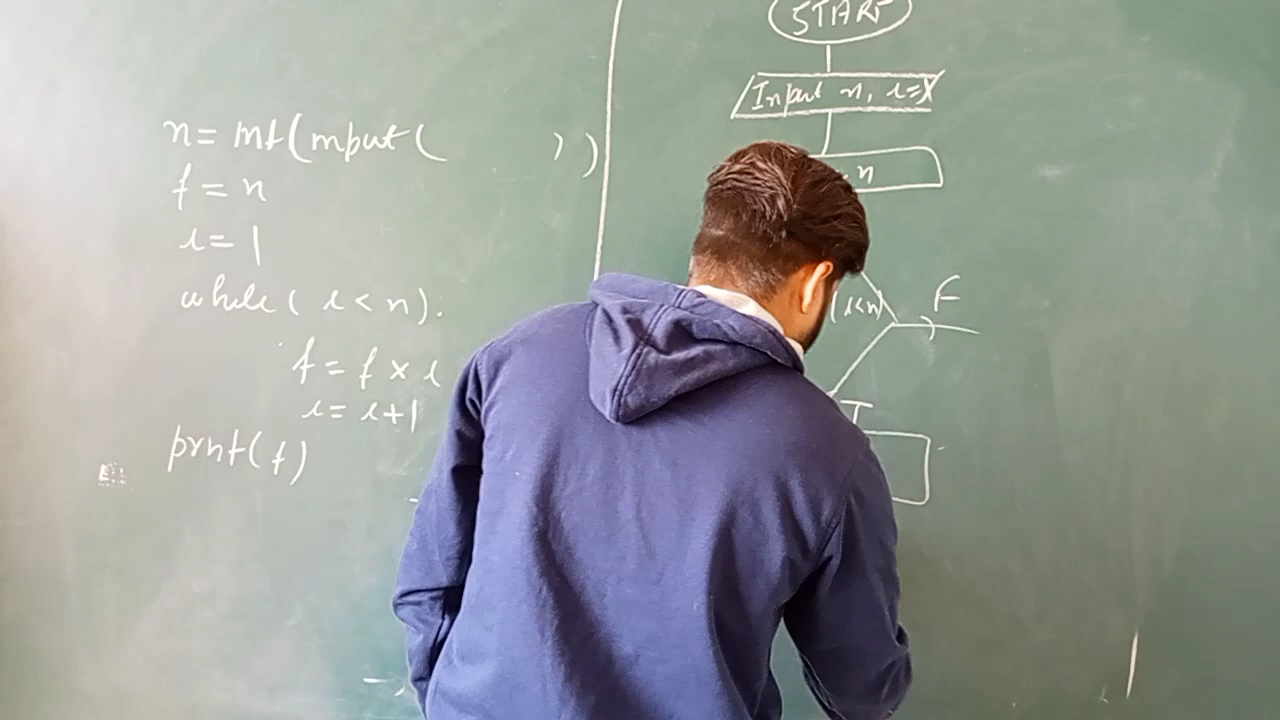 n= int(input(      ))
f = n
i = 1
while( i < n).
f = f x i
i = i+1
print(f)
START
Input n, i=
n
(i<n)
F
T